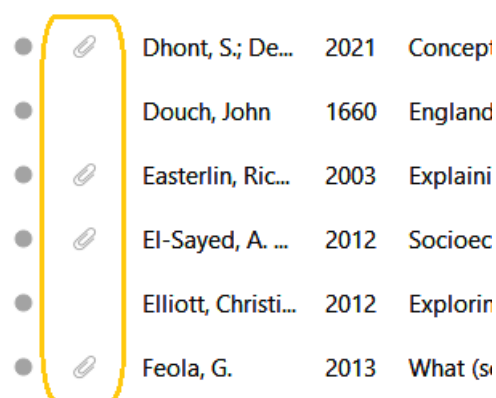 Dhont, S.; De... 2021 Concept
Douch, John 1660 England
Easterlin, Ric... 2003 Explaini
El-Sayed, A. ... 2012 Socioec
Elliott, Christi... 2012 Explorin
Feola, G. 2013 What (s